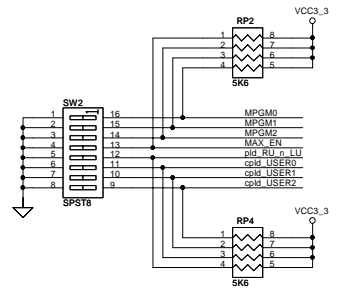 VCC3_3
RP2
1 8
2 7
3 6
4 5
5K6
SW2
1 16 MPGM0
2 15 MPGM1
3 14 MPGM2
4 13 MAX_EN
5 12 pld_RU_n_LU
6 11 cpld_USER0
7 10 cpld_USER1
8 9 cpld_USER2
SPST8
VCC3_3
RP4
1 8
2 7
3 6
4 5
5K6